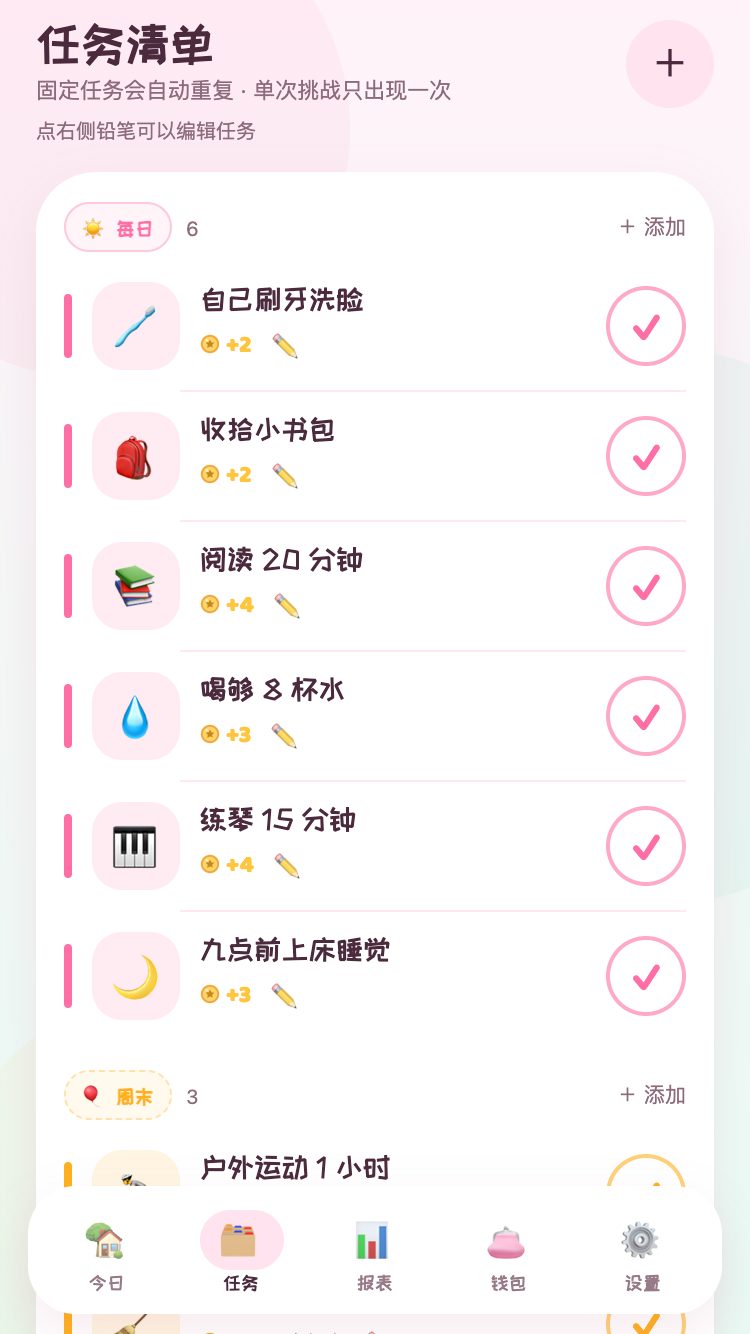 任务清单
固定任务会自动重复 · 单次挑战只出现一次
点右侧铅笔可以编辑任务
每日 6 + 添加
自己刷牙洗脸
+2
收拾小书包
+2
阅读 20 分钟
+4
喝够 8 杯水
+3
练琴 15 分钟
+4
九点前上床睡觉
+3
周末 3 + 添加
户外运动 1 小时
今日 任务 报表 钱包 设置